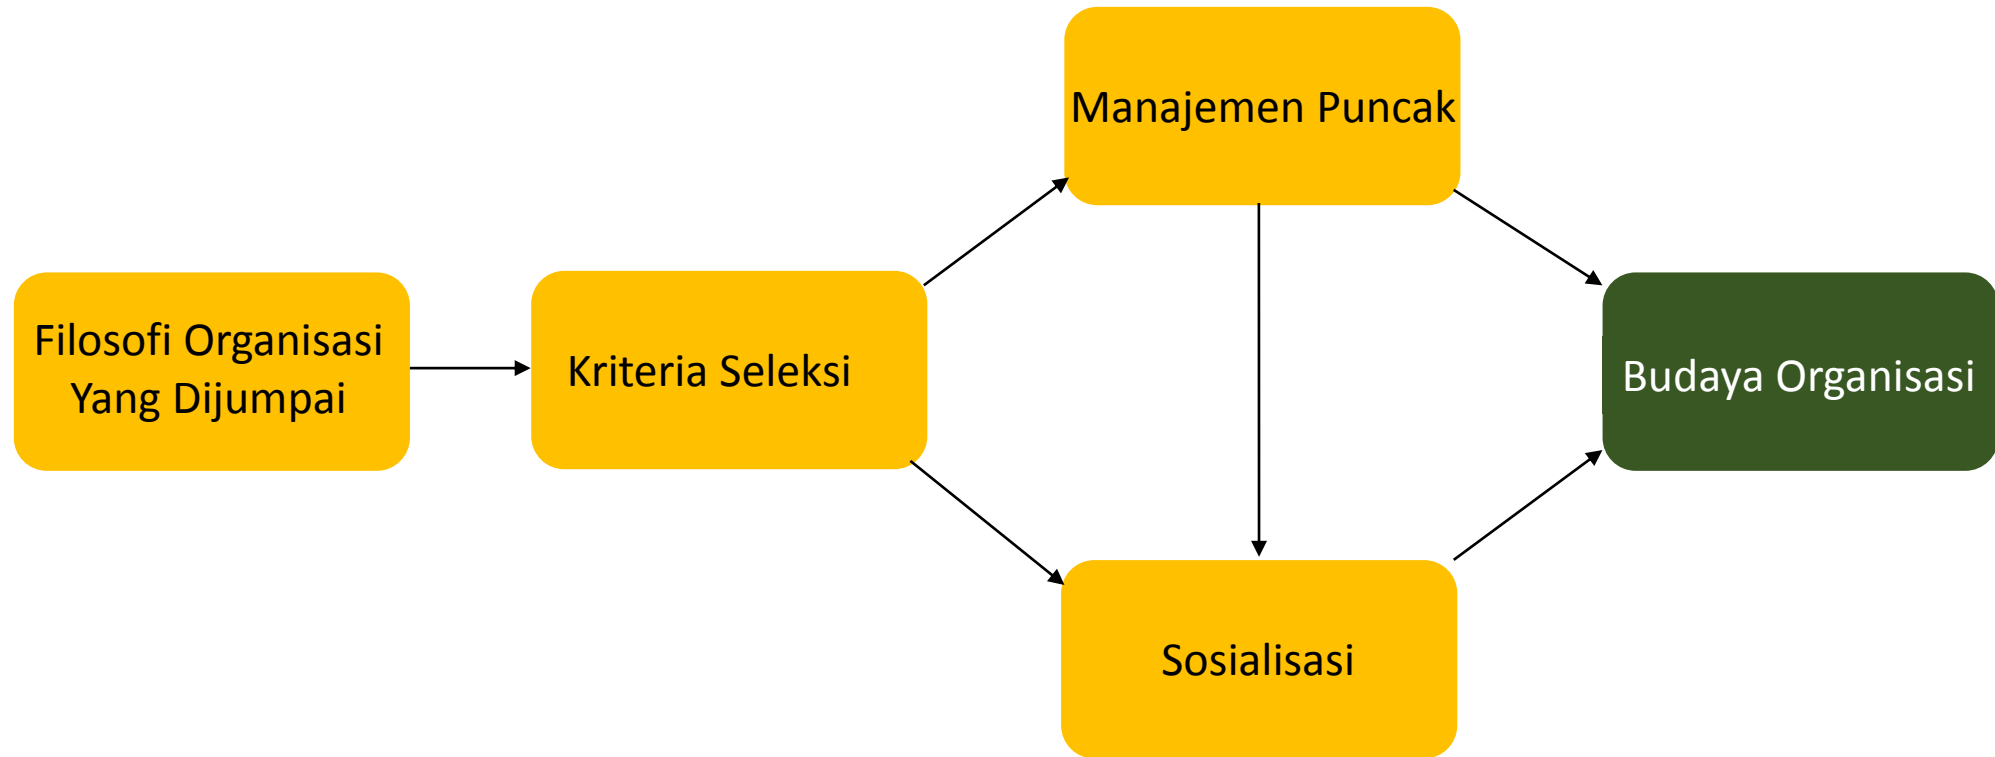 Manajemen Puncak
Filosofi Organisasi
Yang Dijumpai
Kriteria Seleksi
Budaya Organisasi
Sosialisasi